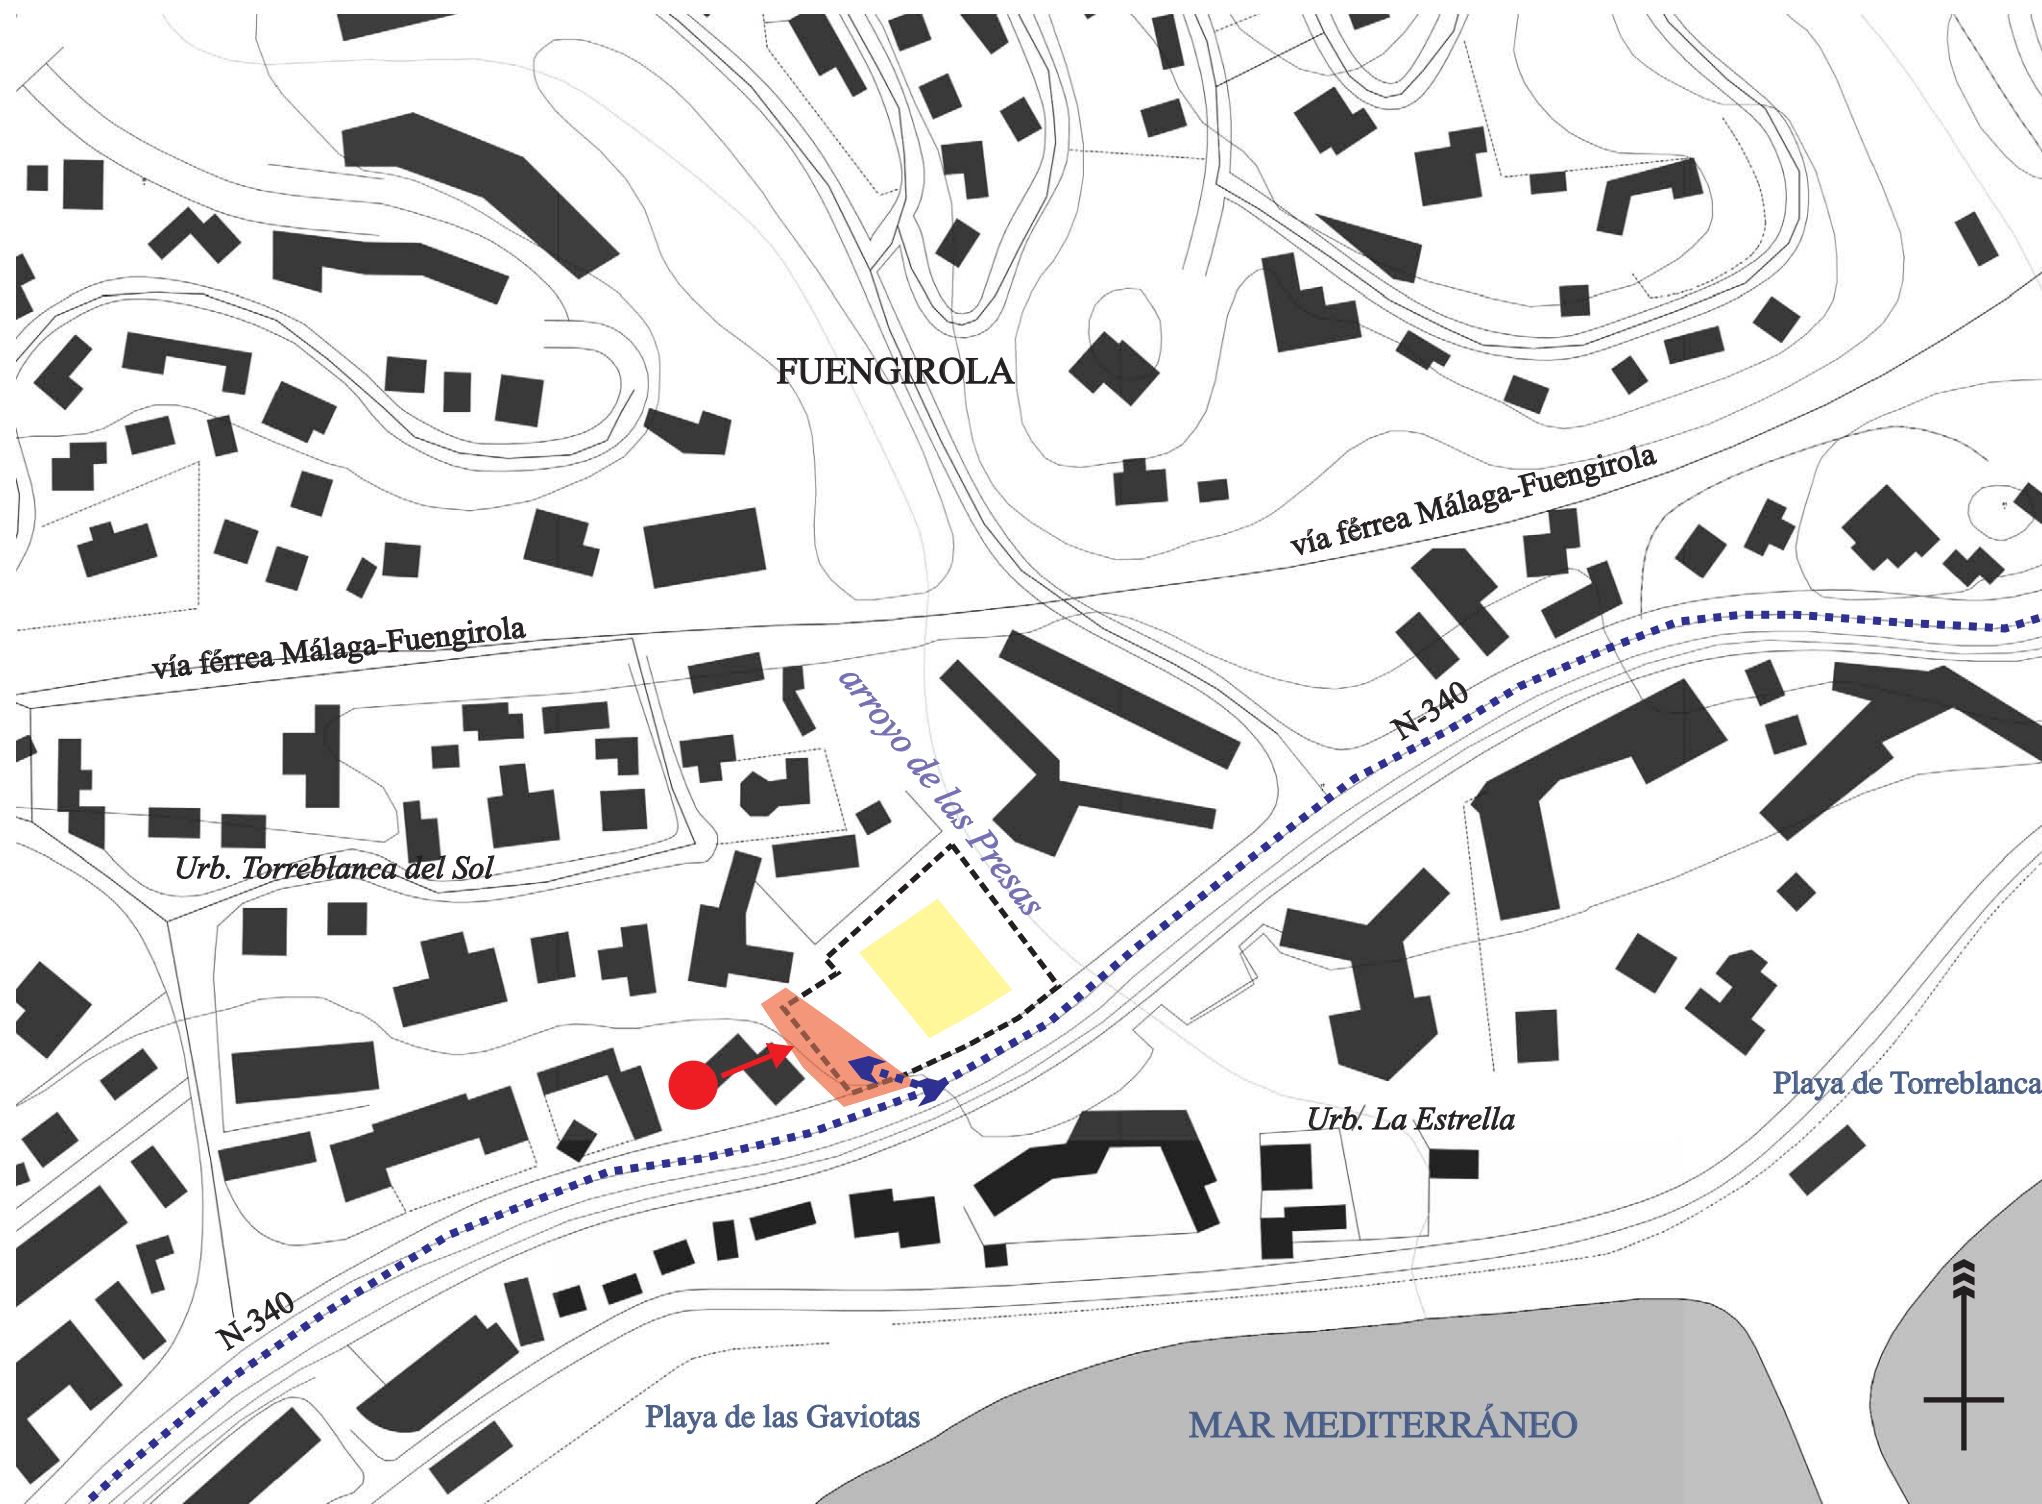 FUENGIROLA
vía férrea Málaga-Fuengirola
vía férrea Málaga-Fuengirola
arroyo de las Presas
N-340
Urb. Torreblanca del Sol
Playa de Torreblanca
Urb. La Estrella
N-340
Playa de las Gaviotas
MAR MEDITERRÁNEO